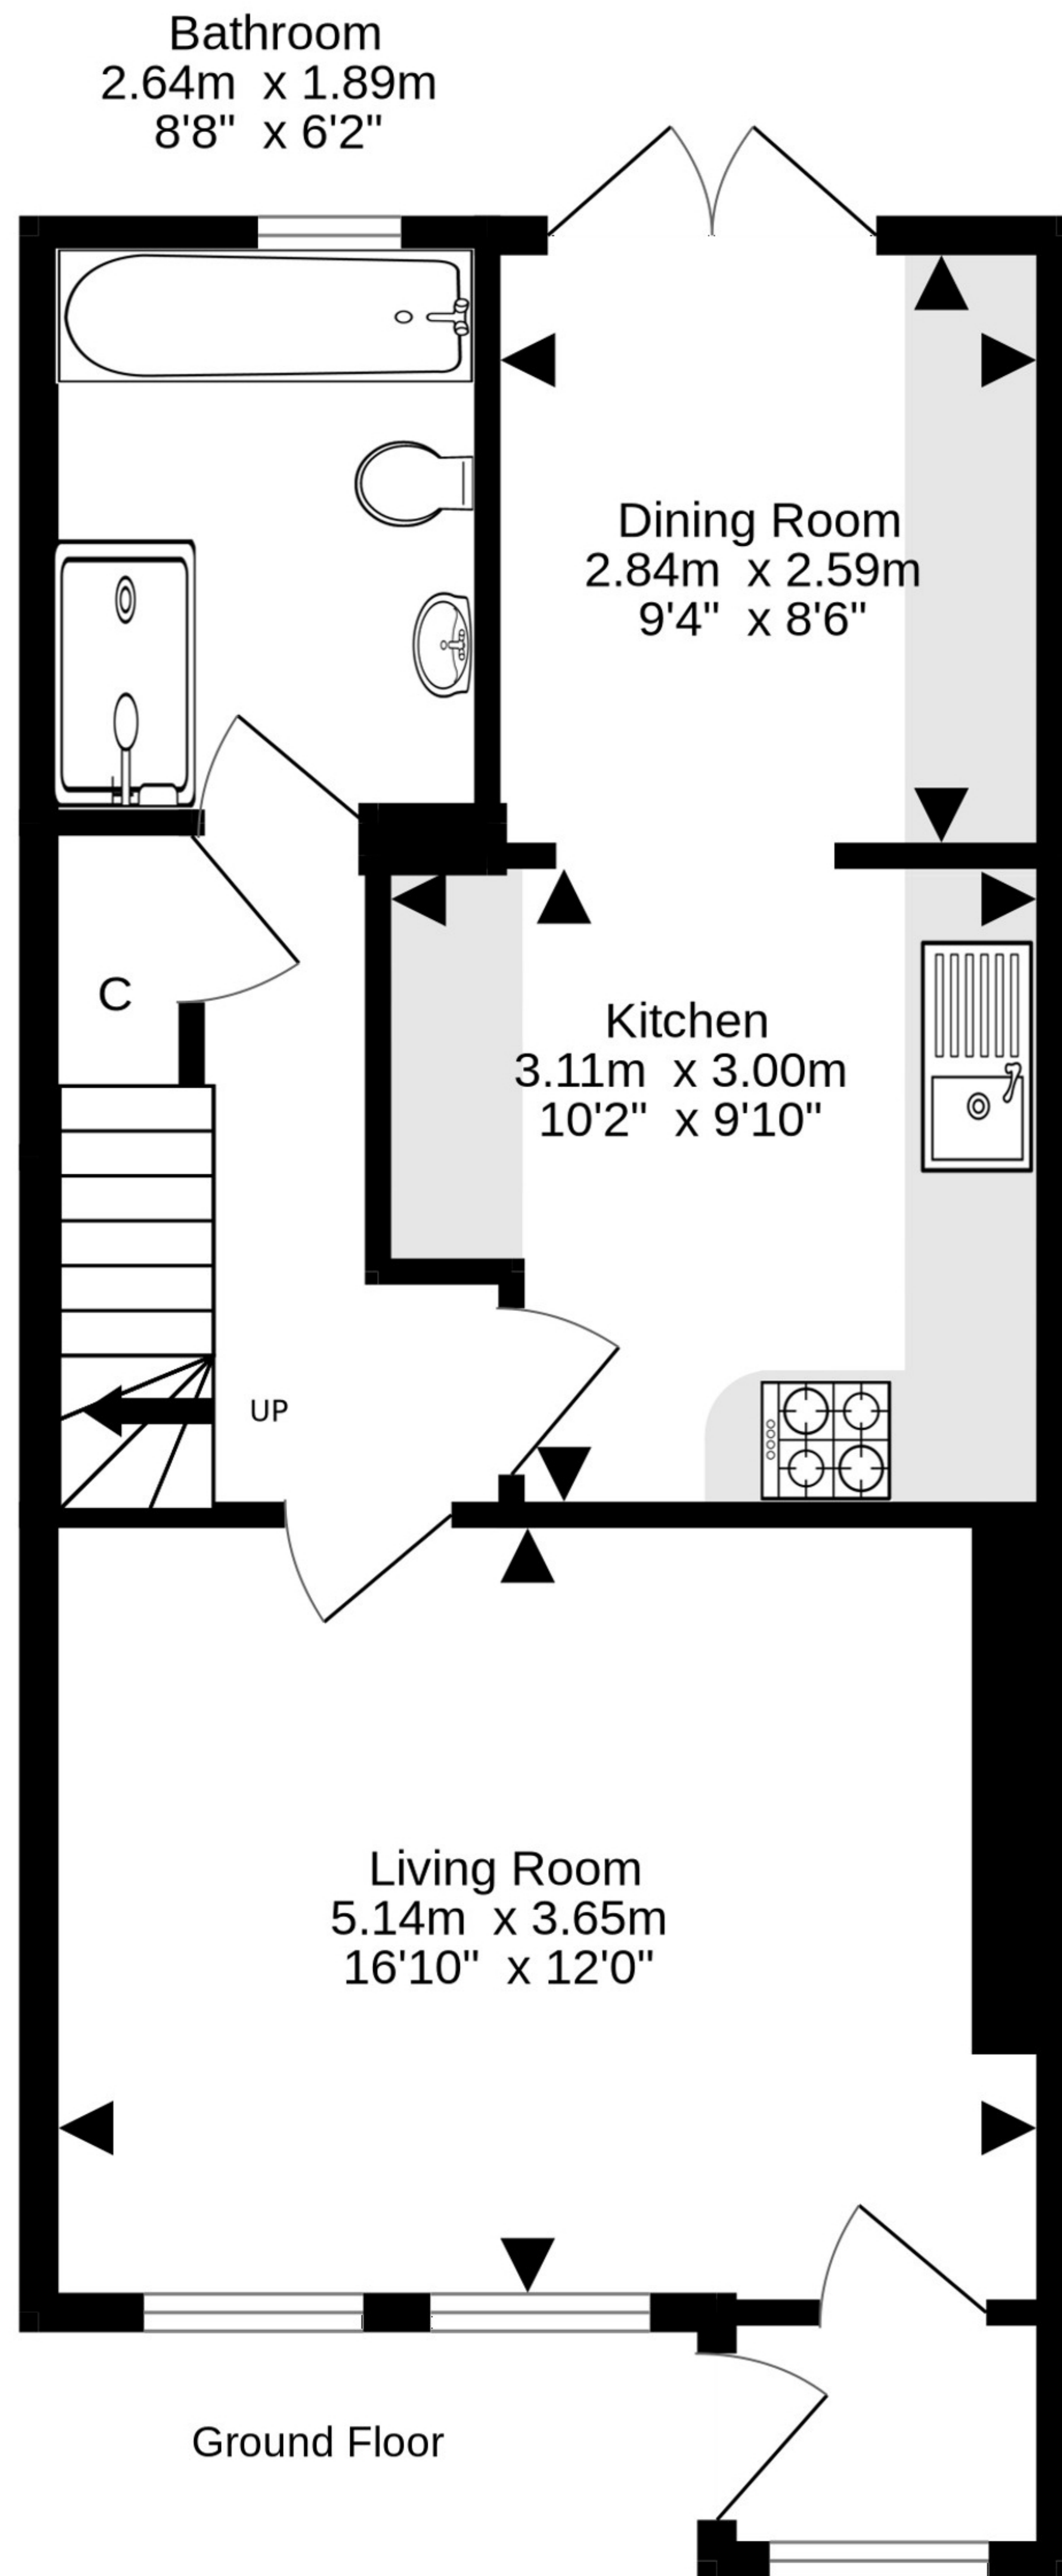 Bathroom
2.64m x 1.89m
8'8" x 6'2"
Dining Room
2.84m x 2.59m
9'4" x 8'6"
C
Kitchen
3.11m x 3.00m
10'2" x 9'10"
UP
Living Room
5.14m x 3.65m
16'10" x 12'0"
Ground Floor